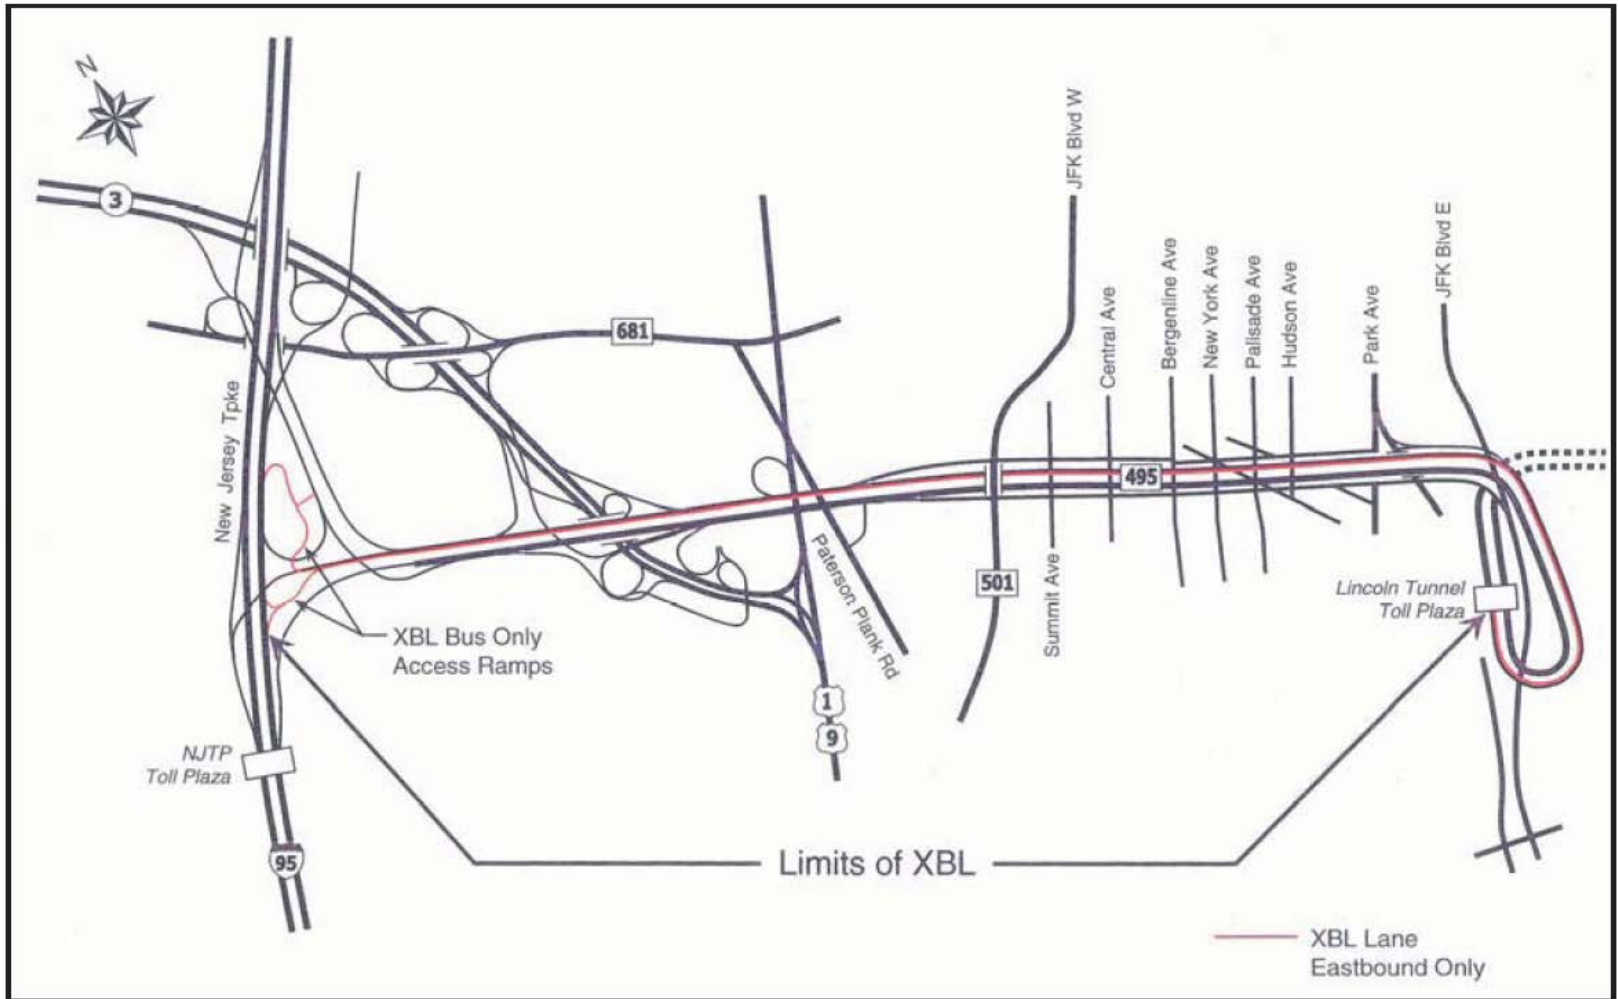 N
3
JFK Blvd W
JFK Blvd E
Bergenline Ave
New York Ave
Palisade Ave
Hudson Ave
Central Ave
Park Ave
681
New Jersey Tpke
495
Paterson Plank Rd
501
Summit Ave
Lincoln Tunnel
Toll Plaza
XBL Bus Only
Access Ramps
1
9
NJTP
Toll Plaza
95
Limits of XBL
XBL Lane
Eastbound Only